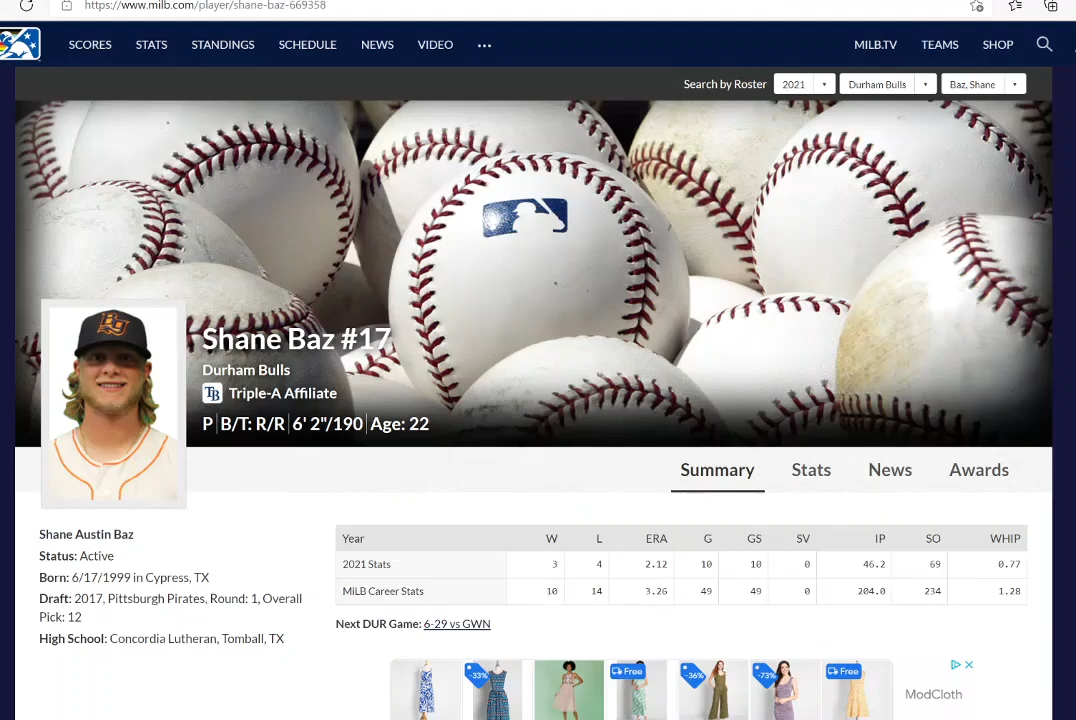 https://www.milb.com/player/shane-baz-669358
SCORES STATS STANDINGS SCHEDULE NEWS VIDEO ... MILB.TV TEAMS SHOP
Search by Roster 2021 Durham Bulls Baz, Shane
Shane Baz #17
Durham Bulls
TB Triple-A Affiliate
P B/T: R/R 6' 2"/190 Age: 22
Summary Stats News Awards
Shane Austin Baz
Status: Active
Born: 6/17/1999 in Cypress, TX
Draft: 2017, Pittsburgh Pirates, Round: 1, Overall
Pick: 12
High School: Concordia Lutheran, Tomball, TX
Year W L ERA G GS SV IP SO WHIP
2021 Stats 3 4 2.12 10 10 0 46.2 69 0.77
MiLB Career Stats 10 14 3.26 49 49 0 204.0 234 1.28
Next DUR Game: 6-29 vs GWN
-33% Free -36% -73% Free
ModCloth